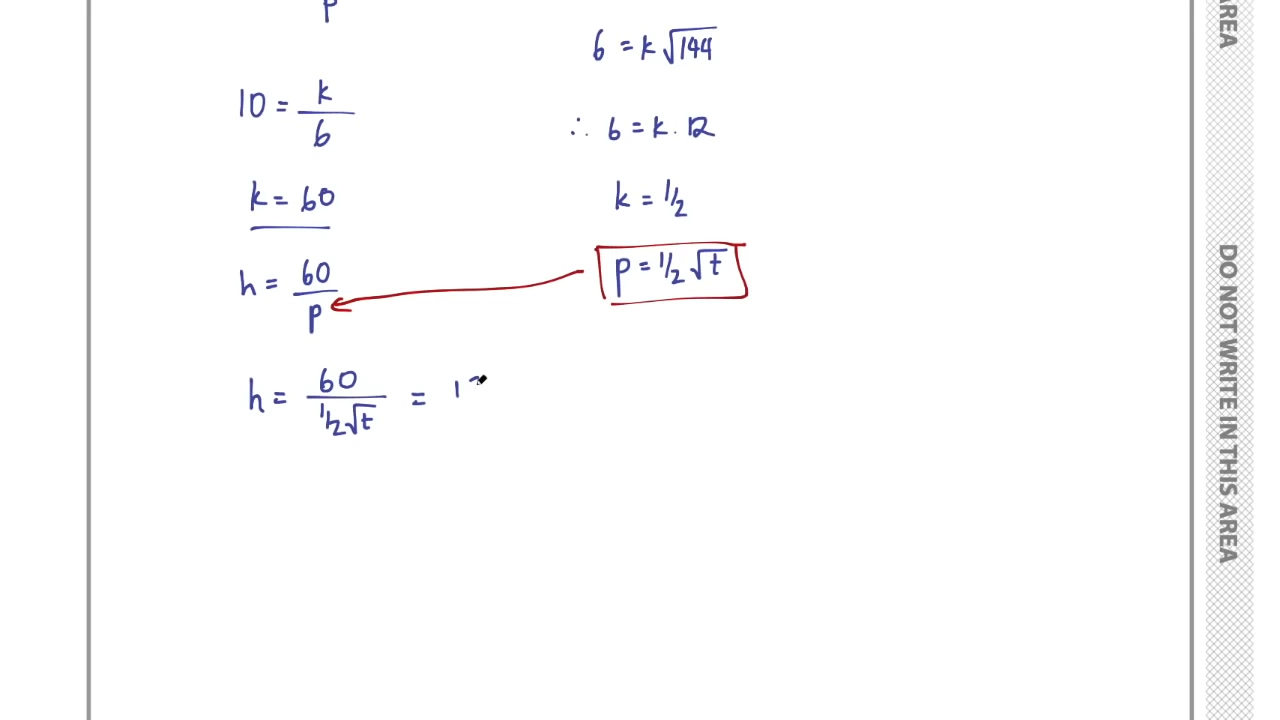 p
10 = k/6
k = 60
h = 60/p
h = 60/(1/2√t) = 1
6 = k√144
∴ 6 = k . 12
k = 1/2
p = 1/2 √t
AREA
DO NOT WRITE IN THIS AREA